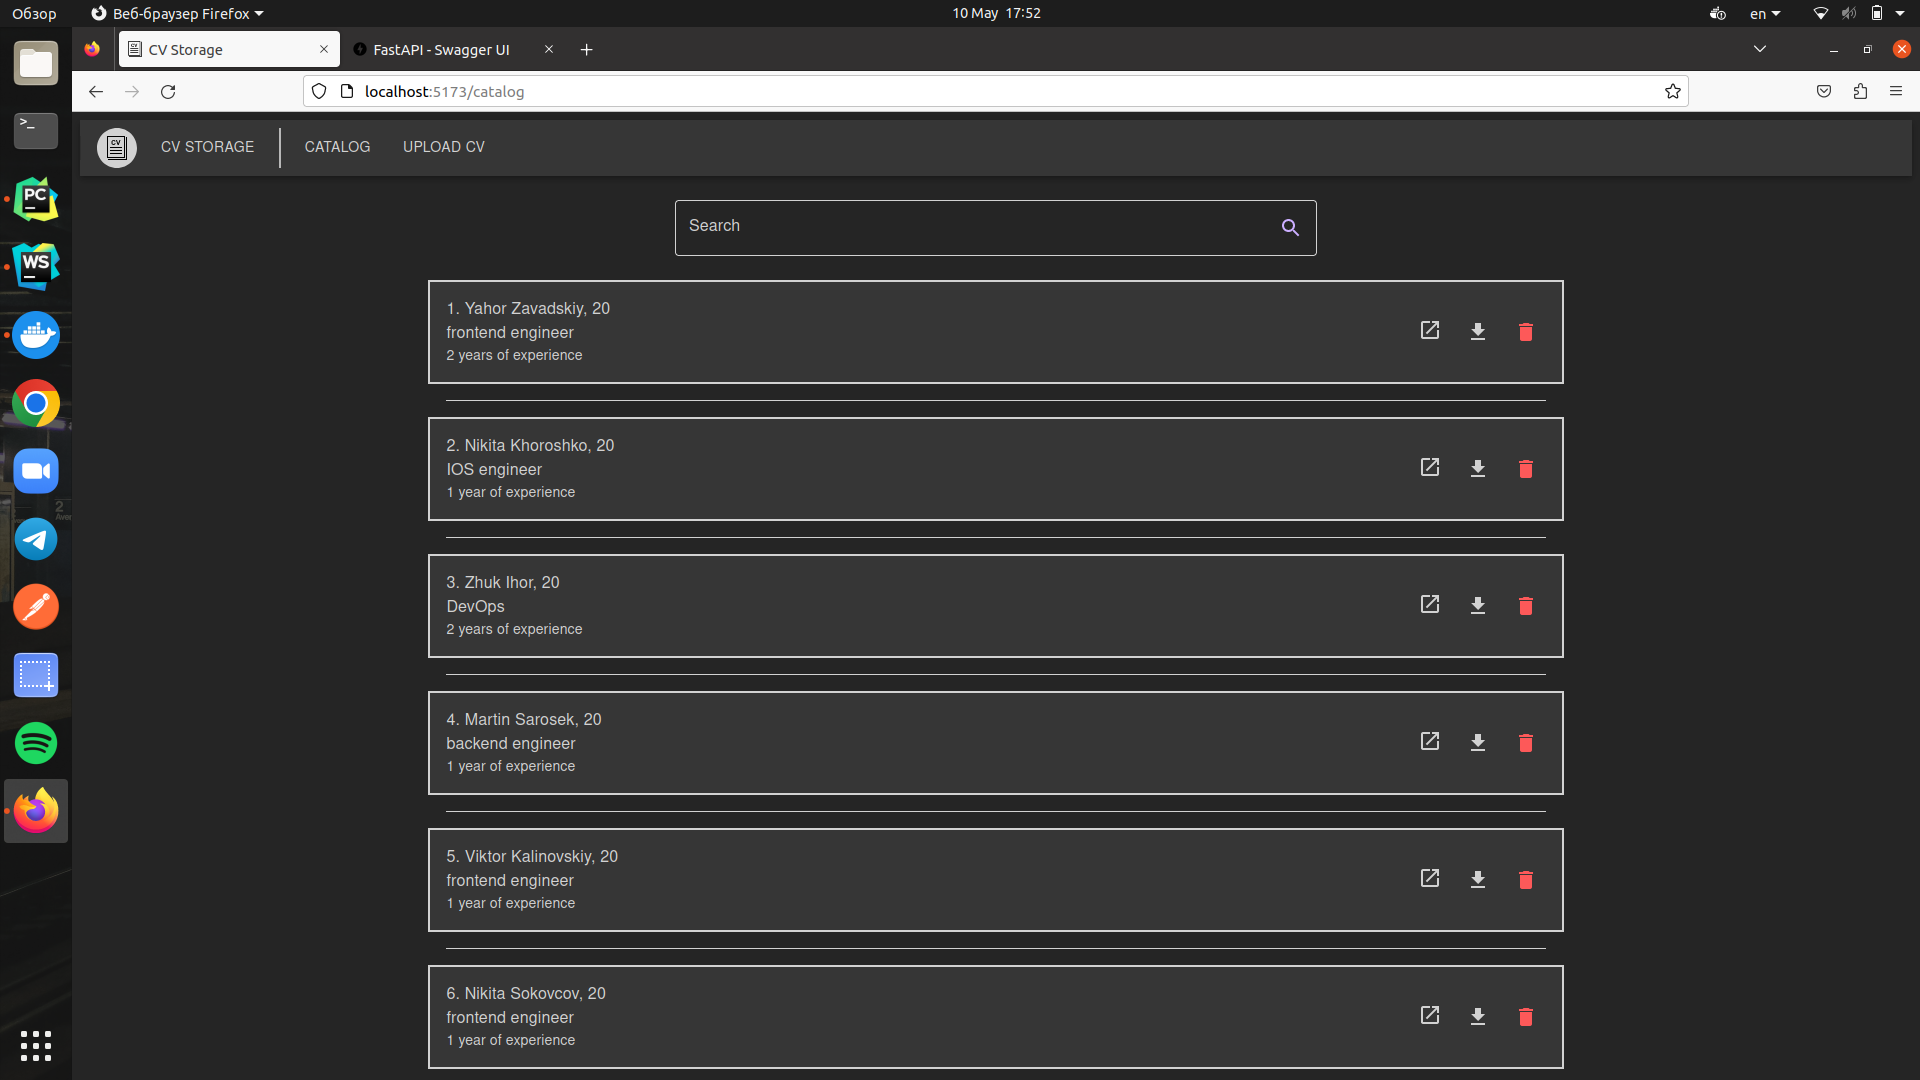 Обзор
Веб-браузер Firefox
10 May 17:52
en
CV Storage
FastAPI - Swagger UI
localhost:5173/catalog
CV
CV STORAGE
CATALOG
UPLOAD CV
Search
1. Yahor Zavadskiy, 20
frontend engineer
2 years of experience
2. Nikita Khoroshko, 20
IOS engineer
1 year of experience
3. Zhuk Ihor, 20
DevOps
2 years of experience
4. Martin Sarosek, 20
backend engineer
1 year of experience
5. Viktor Kalinovskiy, 20
frontend engineer
1 year of experience
6. Nikita Sokovcov, 20
frontend engineer
1 year of experience
>_
PC
WS
2